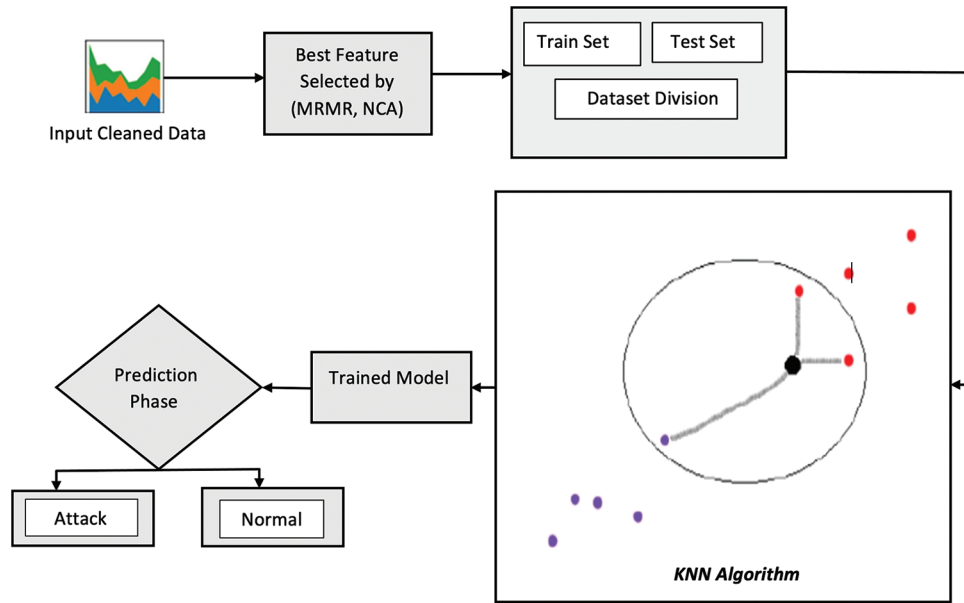 Input Cleaned Data
Best Feature
Selected by
(MRMR, NCA)
Train Set
Test Set
Dataset Division
KNN Algorithm
Trained Model
Prediction
Phase
Attack
Normal